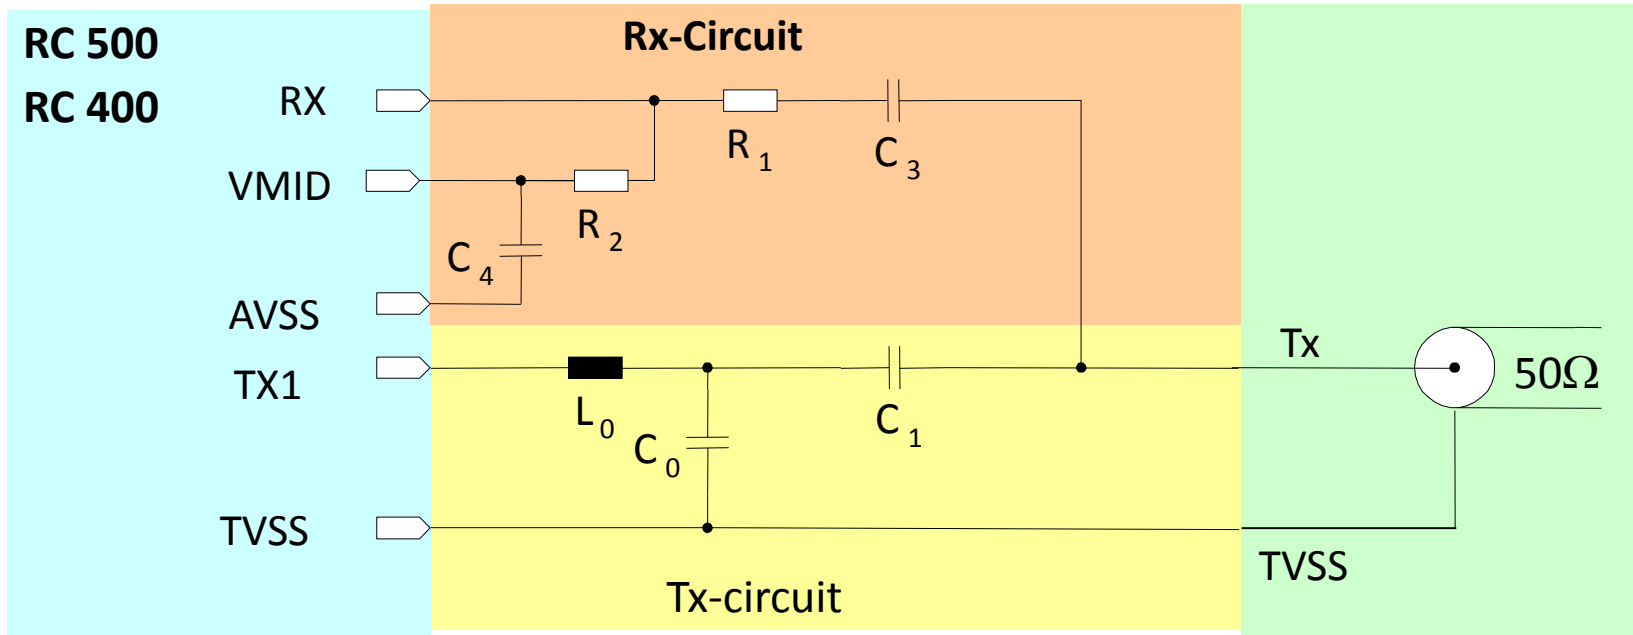 RC 500
RC 400
Rx-Circuit
RX
R 1
C 3
VMID
R 2
C 4
AVSS
TX1
L 0
C 1
Tx
50Ω
C 0
TVSS
TVSS
Tx-circuit